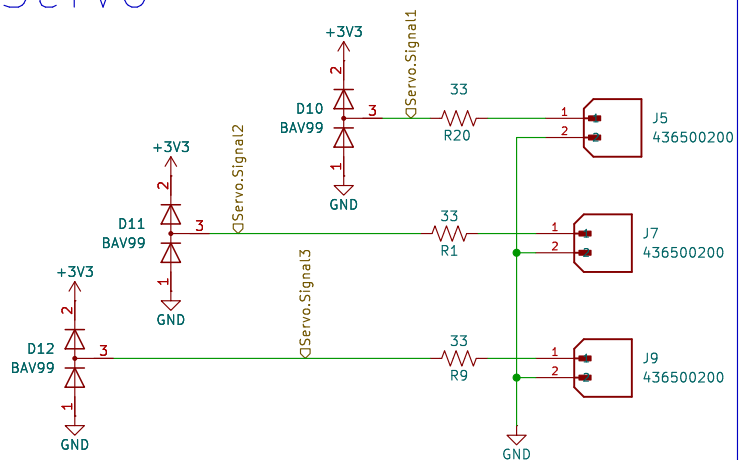 Servo
+3V3
2
D10
BAV99
3
1
GND
Servo.Signal1
33
R20
1
2
J5
436500200
+3V3
2
D11
BAV99
3
1
GND
Servo.Signal2
33
R1
1
2
J7
436500200
+3V3
2
D12
BAV99
3
1
GND
Servo.Signal3
33
R9
1
2
J9
436500200
GND